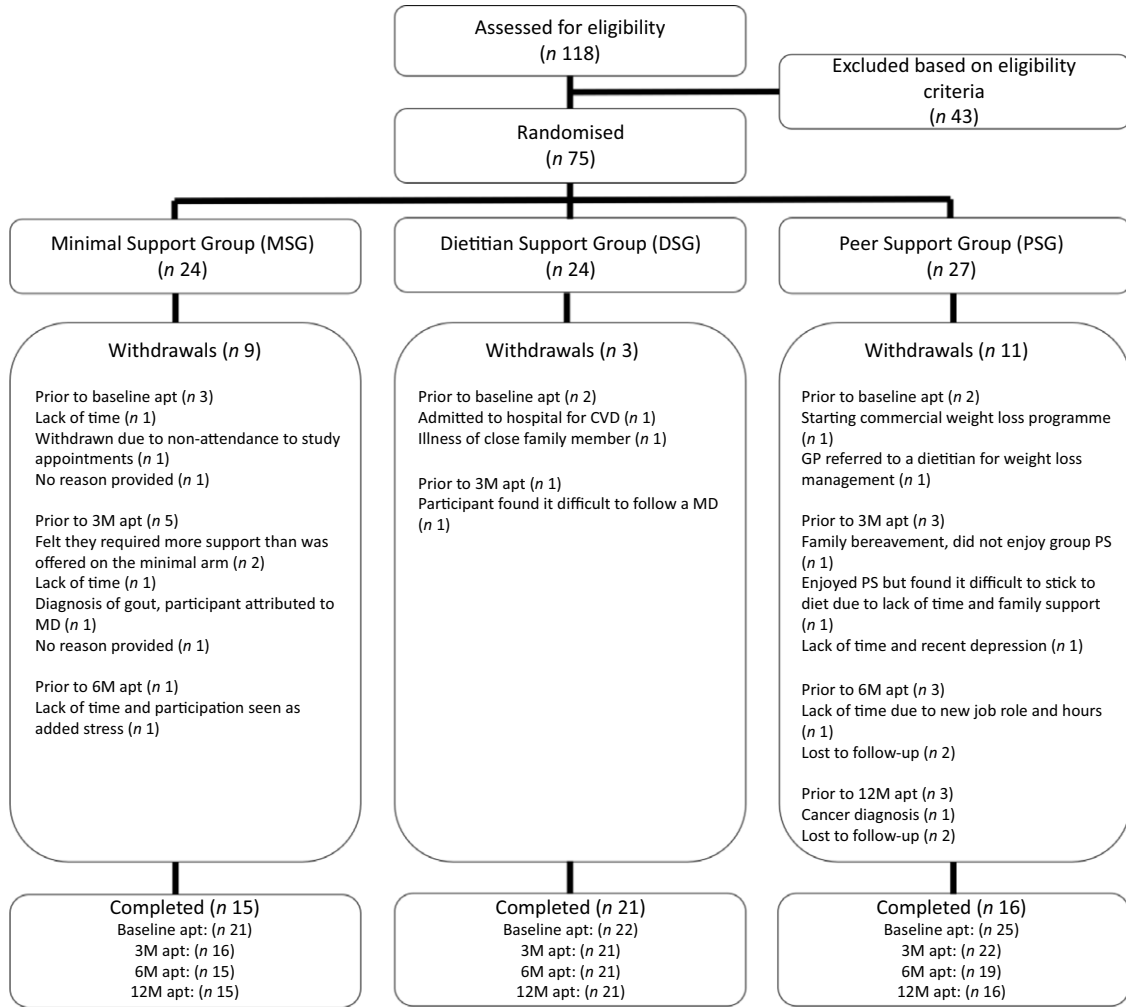 Assessed for eligibility
(n 118)
Excluded based on eligibility
criteria
(n 43)
Randomised
(n 75)
Minimal Support Group (MSG)
(n 24)
Dietitian Support Group (DSG)
(n 24)
Peer Support Group (PSG)
(n 27)
Withdrawals (n 9)
Prior to baseline apt (n 3)
Lack of time (n 1)
Withdrawn due to non-attendance to study
appointments (n 1)
No reason provided (n 1)
Prior to 3M apt (n 5)
Felt they required more support than was
offered on the minimal arm (n 2)
Lack of time (n 1)
Diagnosis of gout, participant attributed to
MD (n 1)
No reason provided (n 1)
Prior to 6M apt (n 1)
Lack of time and participation seen as
added stress (n 1)
Withdrawals (n 3)
Prior to baseline apt (n 2)
Admitted to hospital for CVD (n 1)
Illness of close family member (n 1)
Prior to 3M apt (n 1)
Participant found it difficult to follow a MD
(n 1)
Withdrawals (n 11)
Prior to baseline apt (n 2)
Starting commercial weight loss programme
(n 1)
GP referred to a dietitian for weight loss
management (n 1)
Prior to 3M apt (n 3)
Family bereavement, did not enjoy group PS
(n 1)
Enjoyed PS but found it difficult to stick to
diet due to lack of time and family support
(n 1)
Lack of time and recent depression (n 1)
Prior to 6M apt (n 3)
Lack of time due to new job role and hours
(n 1)
Lost to follow-up (n 2)
Prior to 12M apt (n 3)
Cancer diagnosis (n 1)
Lost to follow-up (n 2)
Completed (n 15)
Baseline apt: (n 21)
3M apt: (n 16)
6M apt: (n 15)
12M apt: (n 15)
Completed (n 21)
Baseline apt: (n 22)
3M apt: (n 21)
6M apt: (n 21)
12M apt: (n 21)
Completed (n 16)
Baseline apt: (n 25)
3M apt: (n 22)
6M apt: (n 19)
12M apt: (n 16)